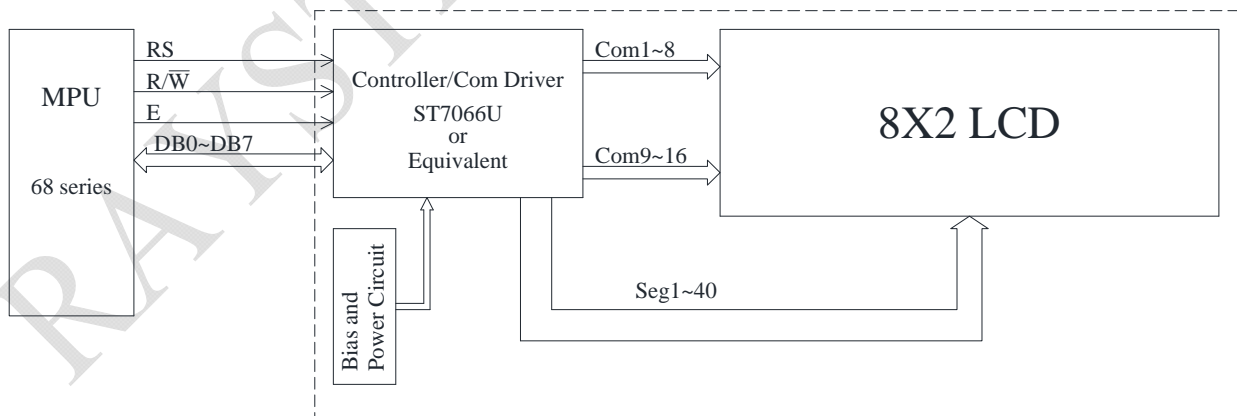 RAYST
MPU
68 series
RS
R/W̅
E
DB0~DB7
Controller/Com Driver
ST7066U
or
Equivalent
Bias and
Power Circuit
Com1~8
Com9~16
Seg1~40
8X2 LCD